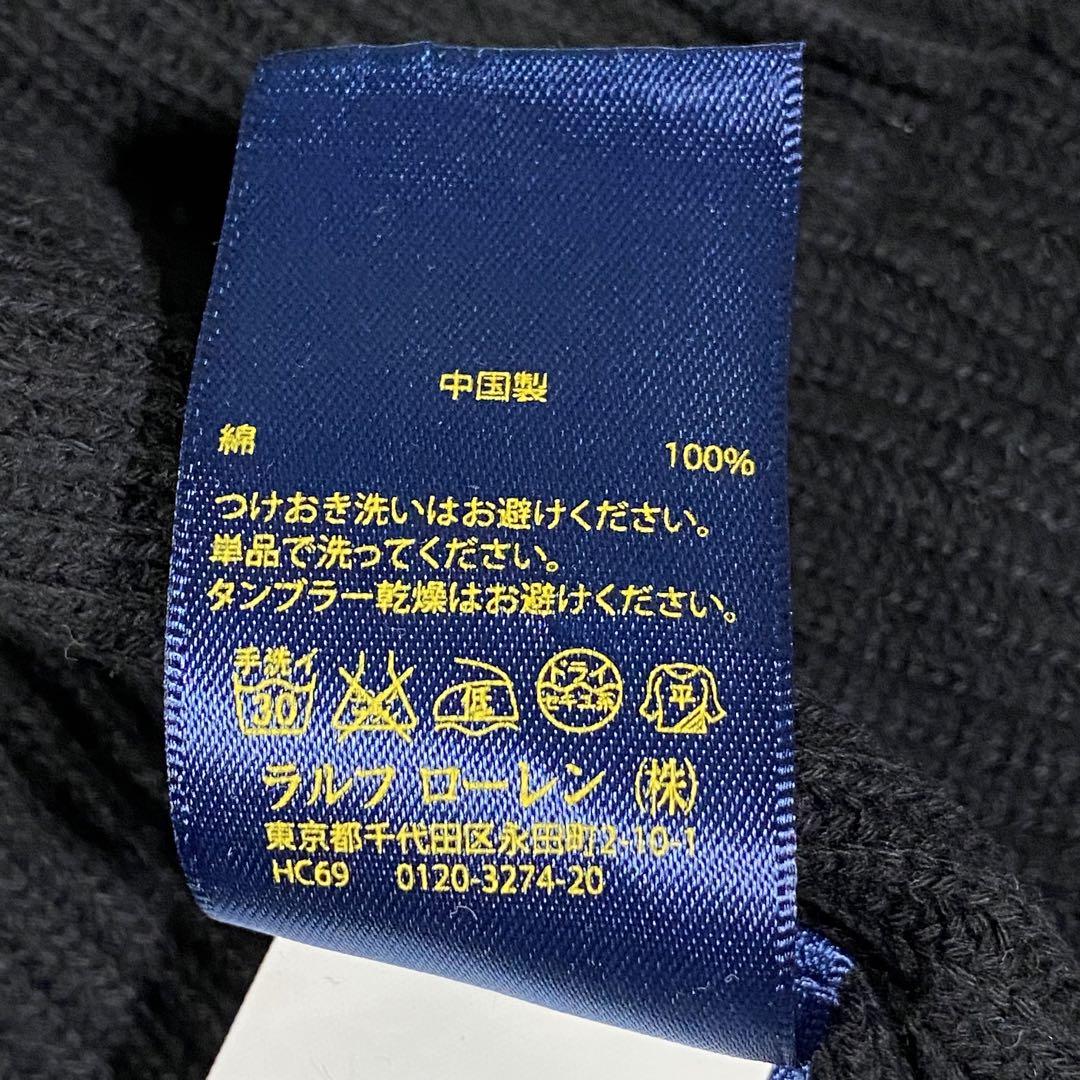 中国製
綿 100%
つけおき洗いはお避けください。
単品で洗ってください。
タンブラー乾燥はお避けください。
手洗イ
30 低 ドライ 平
セキユ系
ラルフ ローレン (株)
東京都千代田区永田町2-10-1
HC69 0120-3274-20